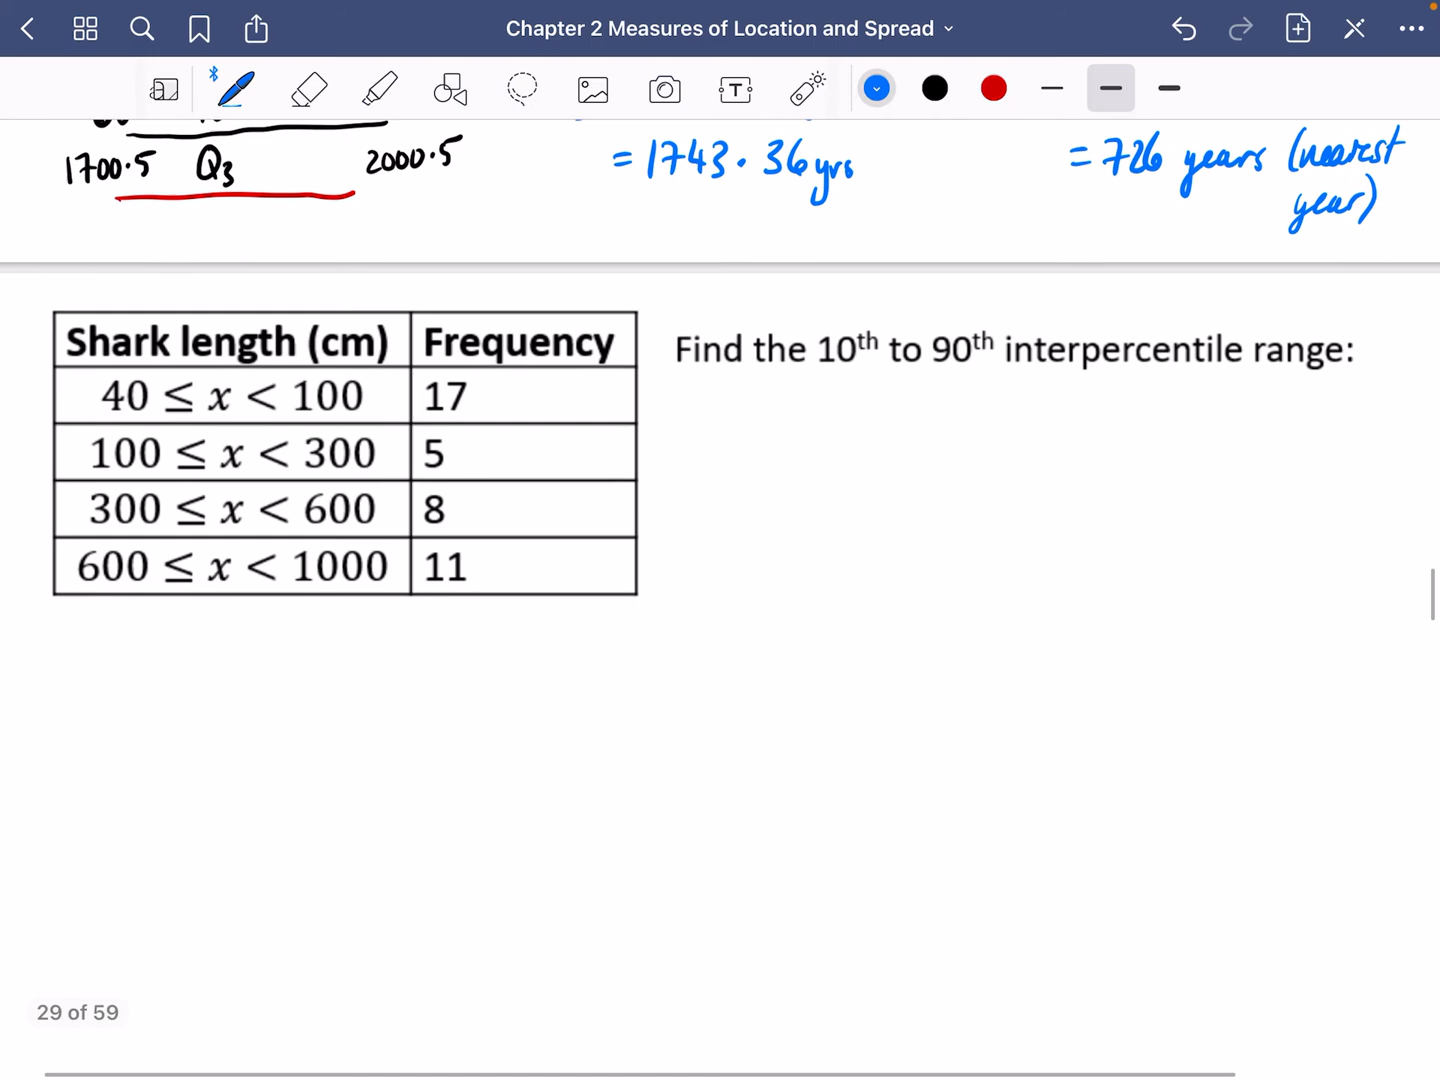 Chapter 2 Measures of Location and Spread
1700.5 Q3 2000.5
= 1743.36 yrs
= 726 years (nearest
year)
Shark length (cm) Frequency
40 ≤ x < 100 17
100 ≤ x < 300 5
300 ≤ x < 600 8
600 ≤ x < 1000 11
Find the 10th to 90th interpercentile range:
29 of 59